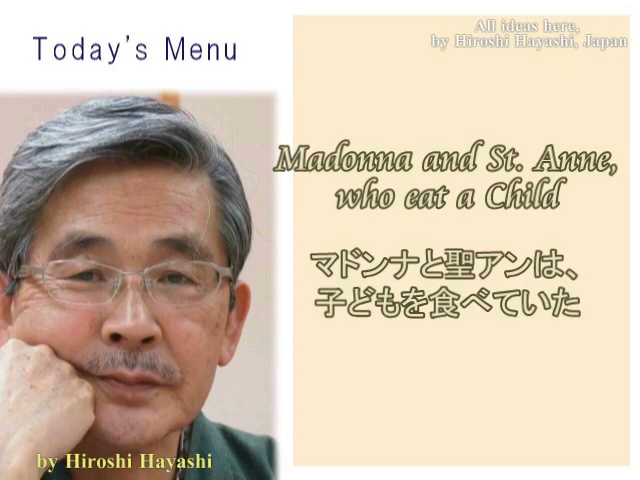 Today's Menu
All ideas here,
by Hiroshi Hayashi, Japan
Madonna and St. Anne,
who eat a Child
マドンナと聖アンは、
子どもを食べていた
by Hiroshi Hayashi